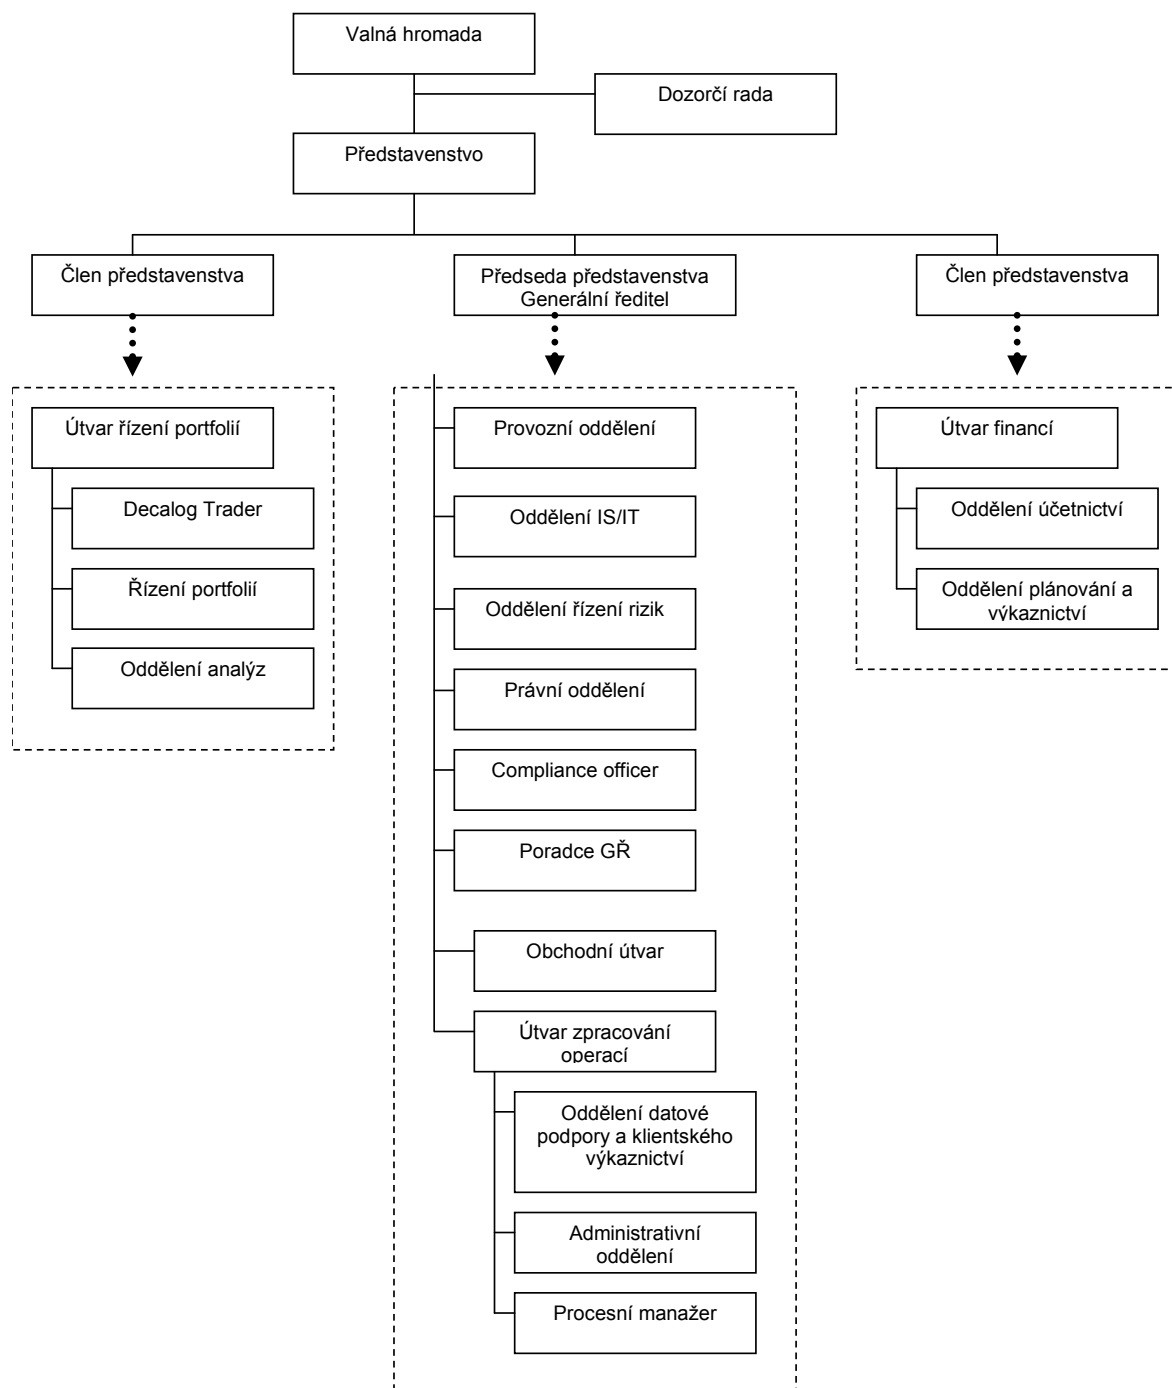 Valná hromada
Dozorčí rada
Představenstvo
Člen představenstva
Předseda představenstva
Generální ředitel
Člen představenstva
Útvar řízení portfolií
Decalog Trader
Řízení portfolií
Oddělení analýz
Provozní oddělení
Oddělení IS/IT
Oddělení řízení rizik
Právní oddělení
Compliance officer
Poradce GŘ
Obchodní útvar
Útvar zpracování
operací
Oddělení datové
podpory a klientského
výkaznictví
Administrativní
oddělení
Procesní manažer
Útvar financí
Oddělení účetnictví
Oddělení plánování a
výkaznictví